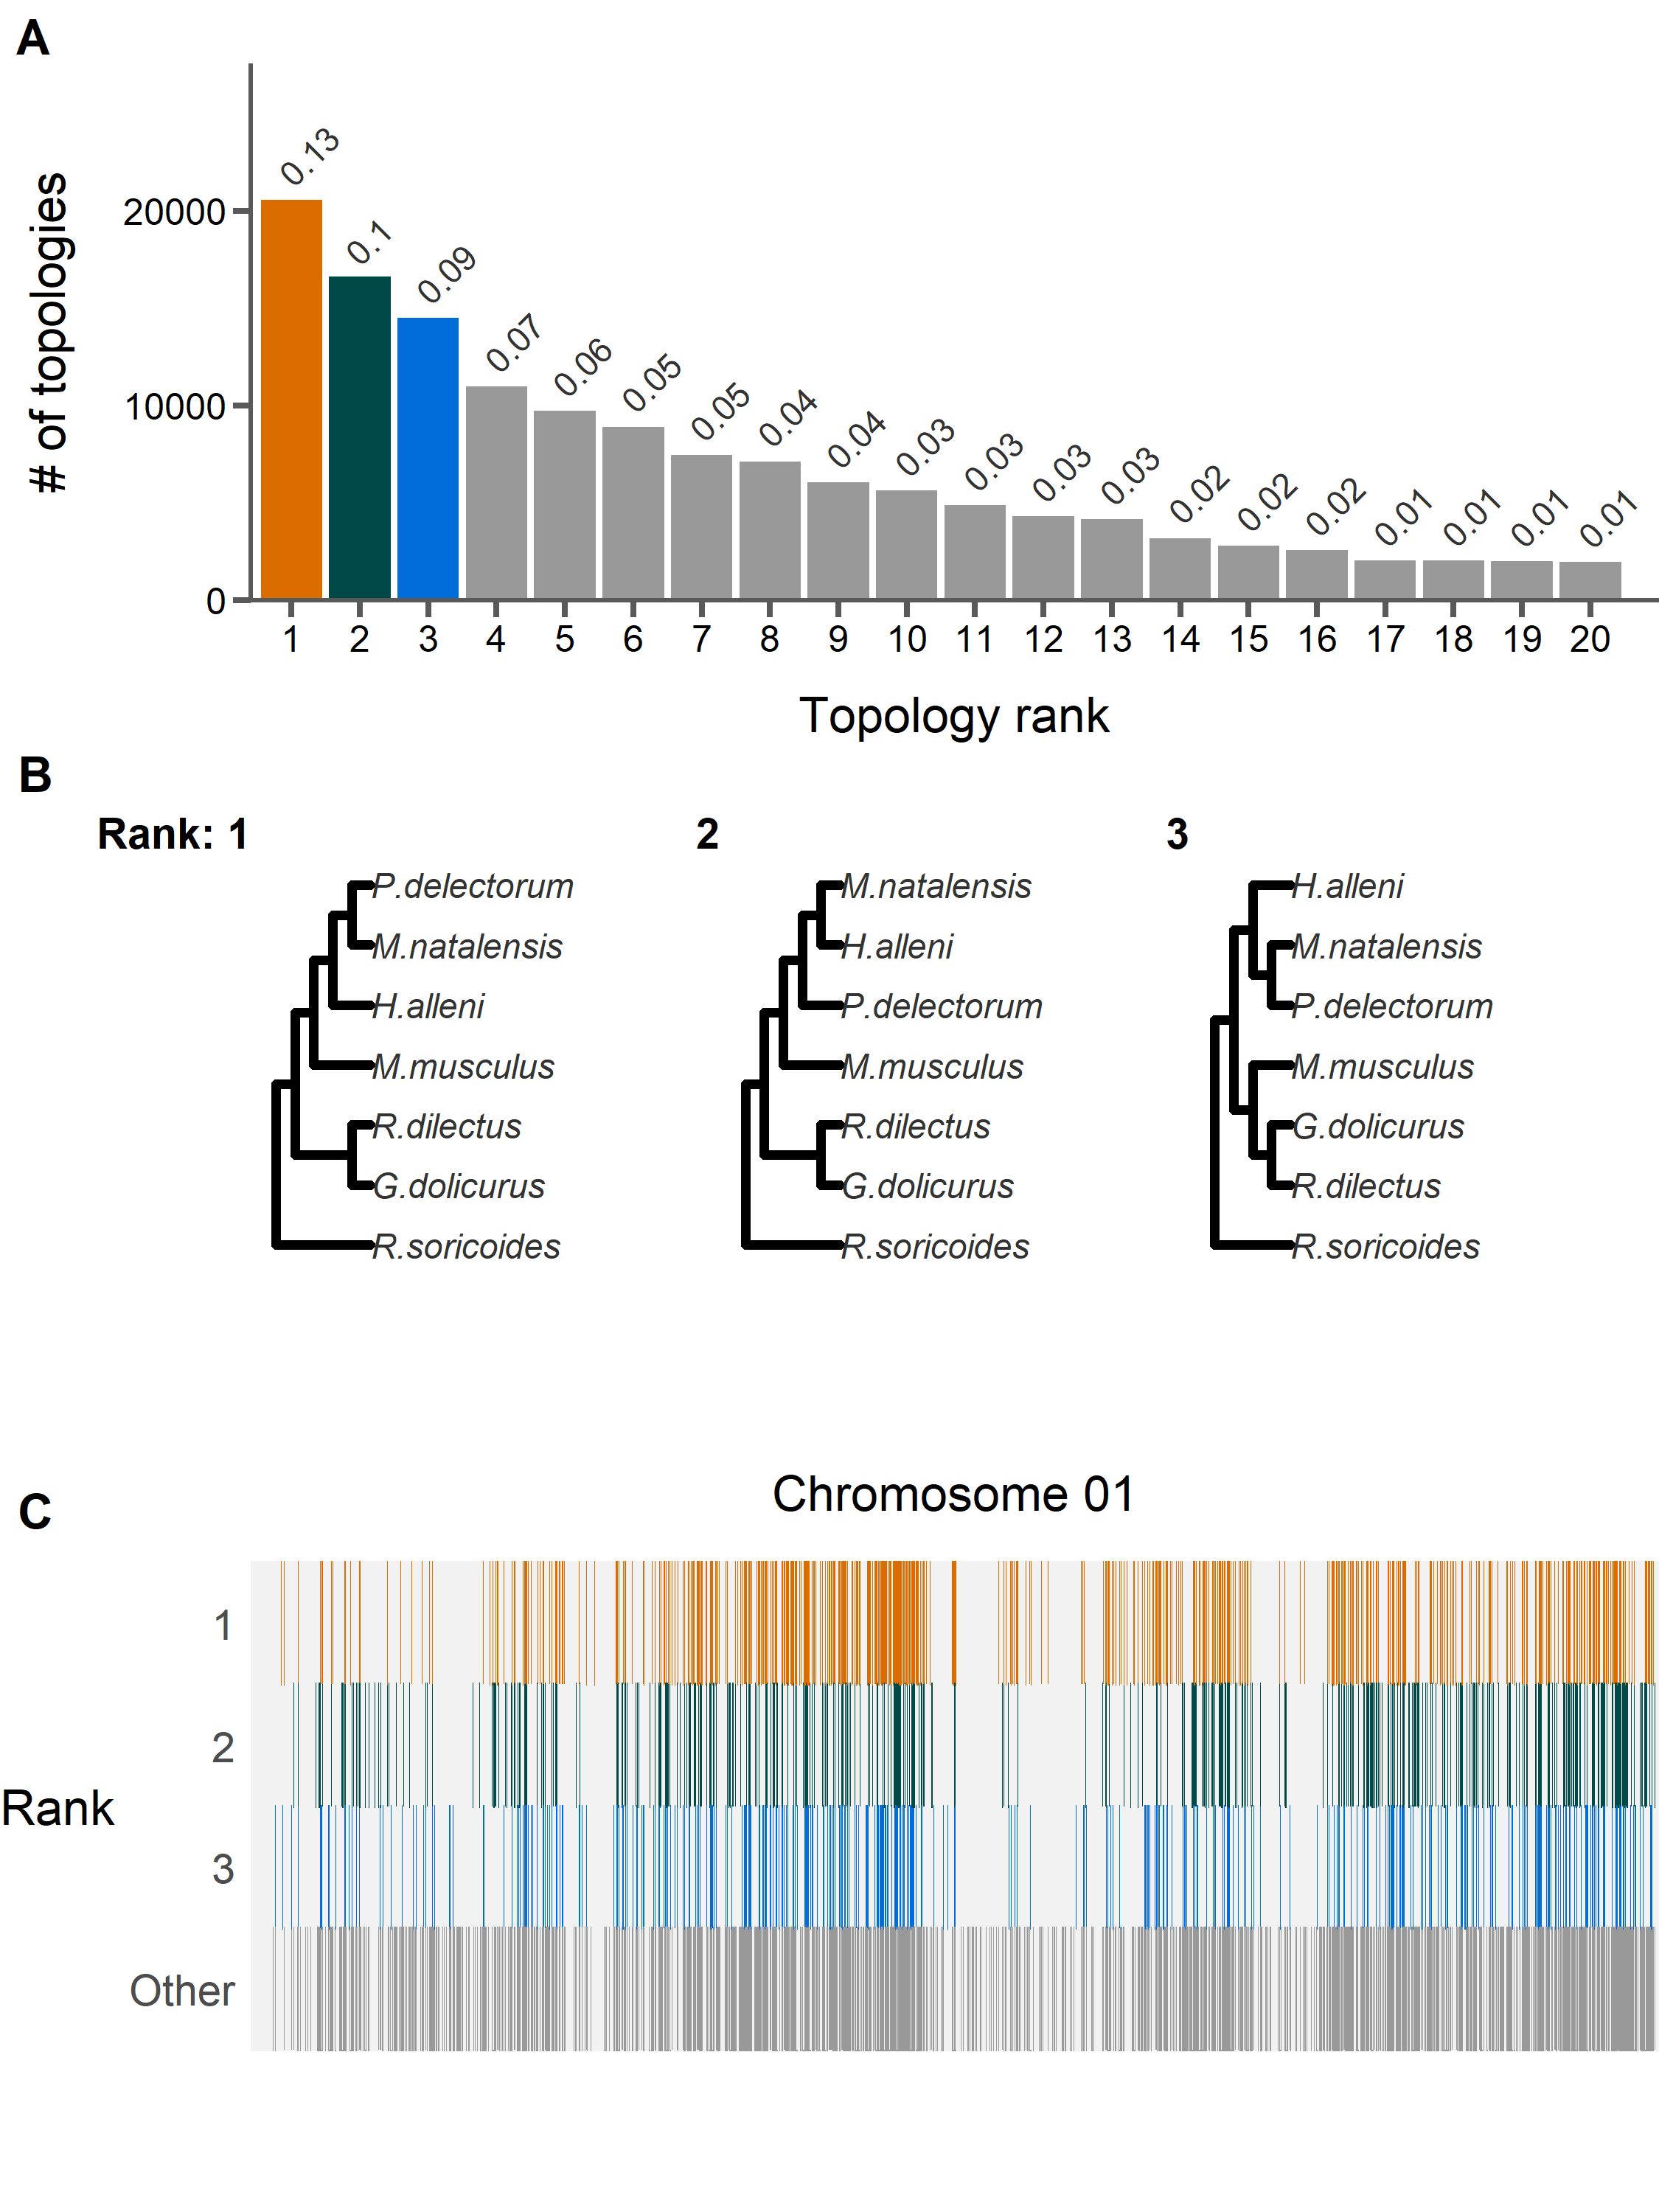 A
# of topologies
20000
10000
0
0.13
0.1
0.09
0.07
0.06
0.05
0.05
0.04
0.04
0.03
0.03
0.03
0.03
0.02
0.02
0.02
0.01
0.01
0.01
0.01
1 2 3 4 5 6 7 8 9 10 11 12 13 14 15 16 17 18 19 20
Topology rank
B
Rank: 1
P.delectorum
M.natalensis
H.alleni
M.musculus
R.dilectus
G.dolicurus
R.soricoides
2
M.natalensis
H.alleni
P.delectorum
M.musculus
R.dilectus
G.dolicurus
R.soricoides
3
H.alleni
M.natalensis
P.delectorum
M.musculus
G.dolicurus
R.dilectus
R.soricoides
C
Chromosome 01
Rank
1
2
3
Other